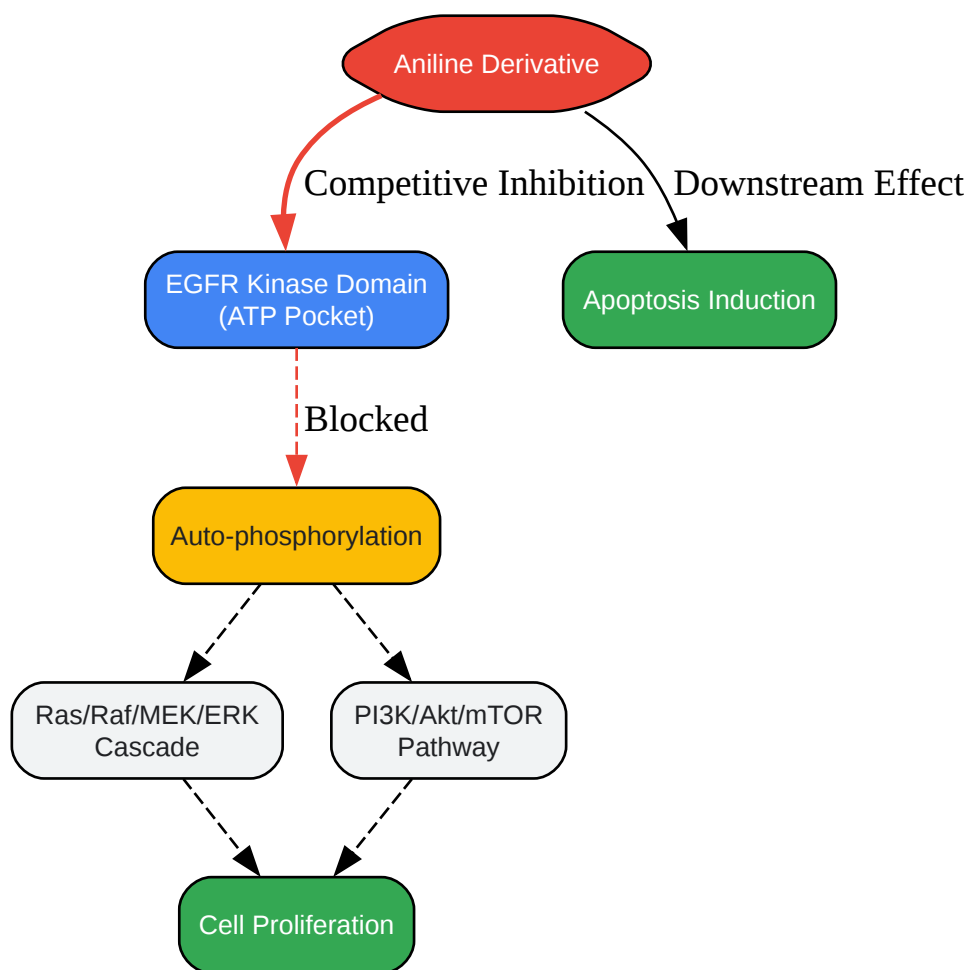 Aniline Derivative
Competitive Inhibition
Downstream Effect
EGFR Kinase Domain
(ATP Pocket)
Apoptosis Induction
Blocked
Auto-phosphorylation
Ras/Raf/MEK/ERK
Cascade
PI3K/Akt/mTOR
Pathway
Cell Proliferation